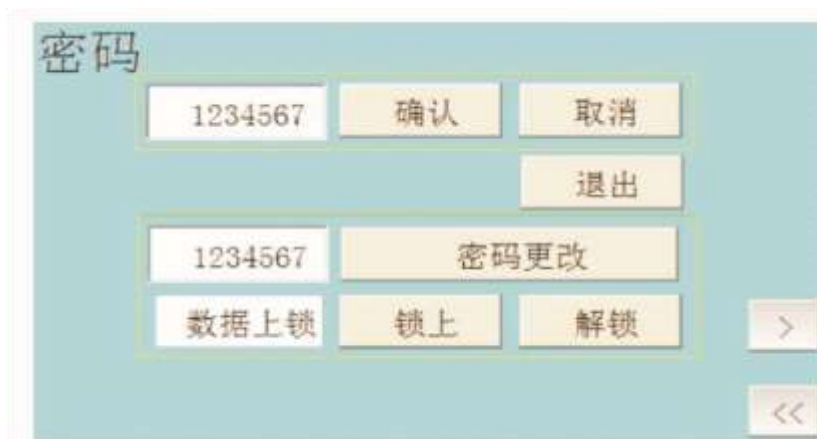 密码
1234567 确认 取消
退出
1234567 密码更改
数据上锁 锁上 解锁 >
<<